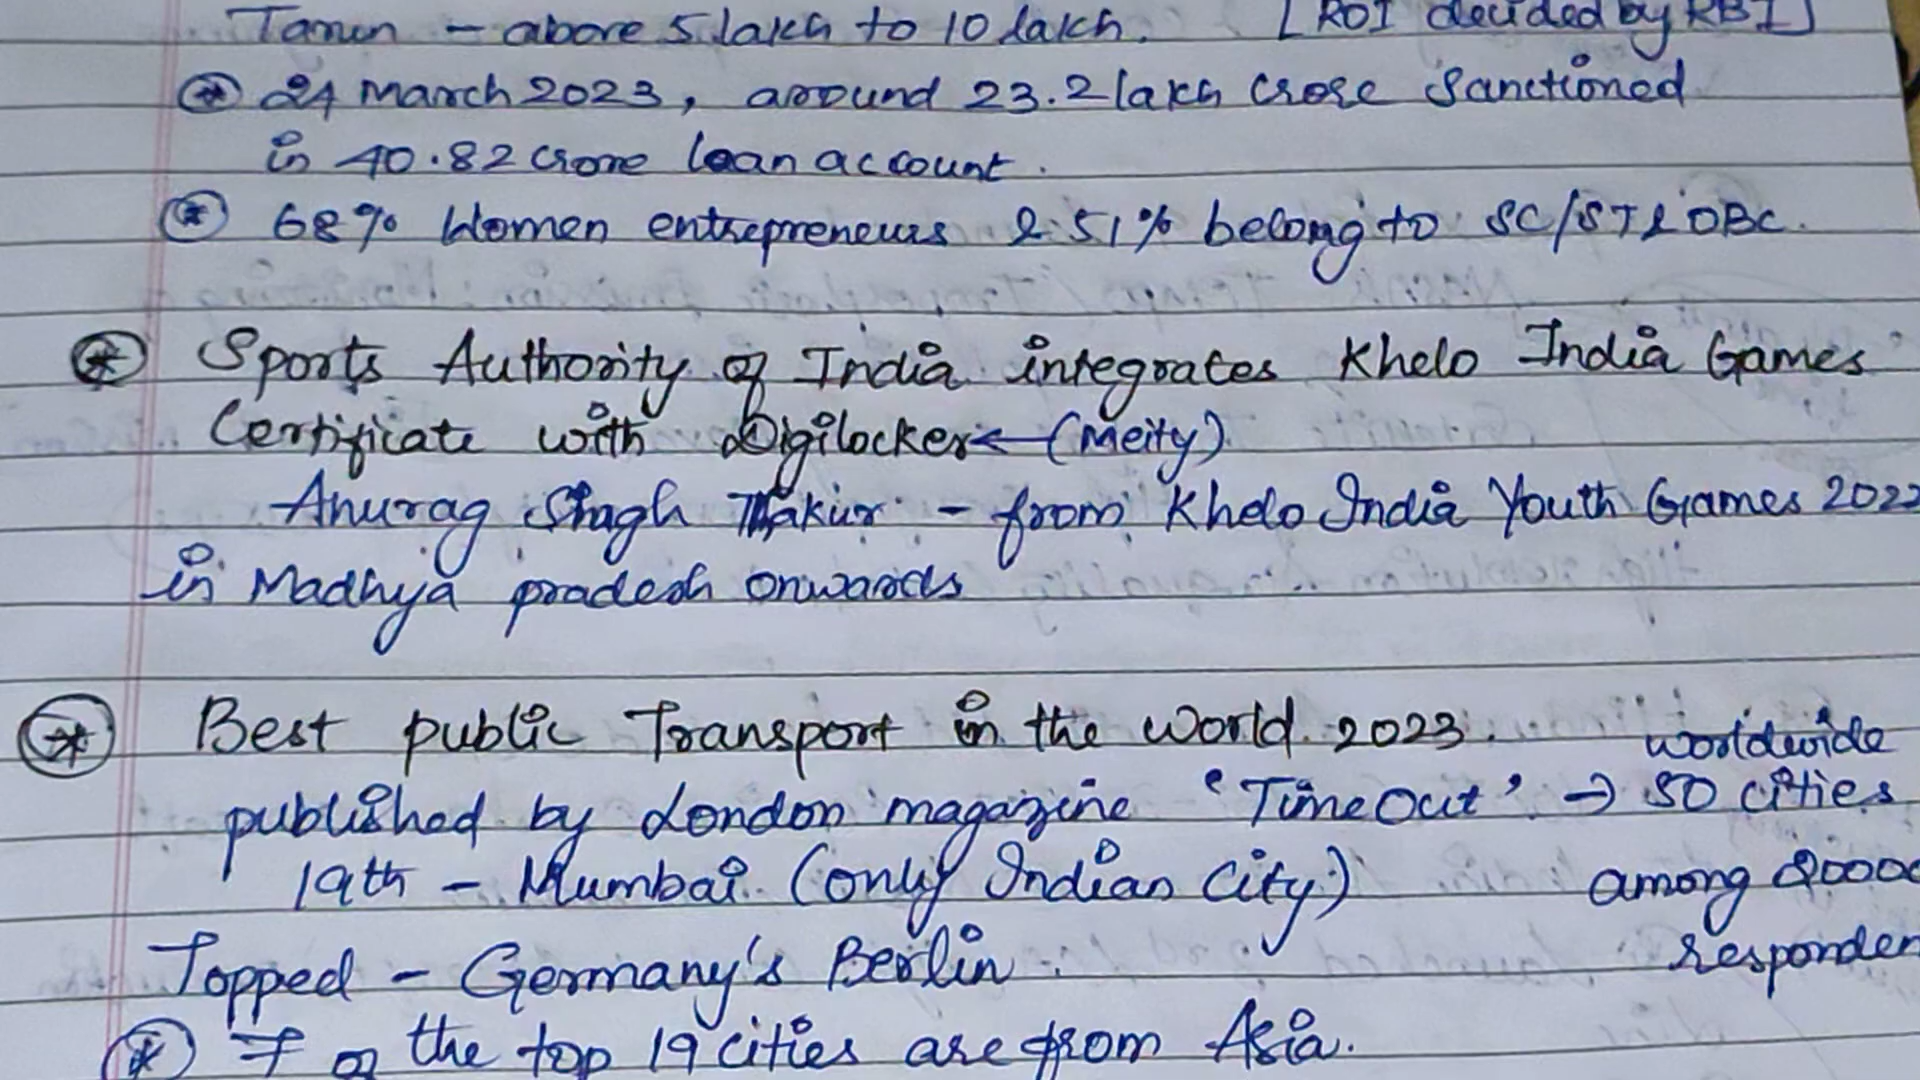 Tarun - above 5 lakh to 10 lakh. [ROI decided by RBI]
24 March 2023, around 23.2 lakh crore sanctioned
in 40.82 crore loan account.
68% Women entrepreneurs & 51% belong to SC/ST & OBC.
Sports Authority of India integrates Khelo India Games
Certificate with Digilocker ← (Meity)
Anurag Singh Thakur - from Khelo India Youth Games 2022
in Madhya pradesh onwards
Best public Transport in the World 2023. worldwide
published by London magazine 'Time Out' → 50 cities
19th - Mumbai (only Indian city) among 20000
Topped - Germany's Berlin responden
7 of the top 19 cities are from Asia.